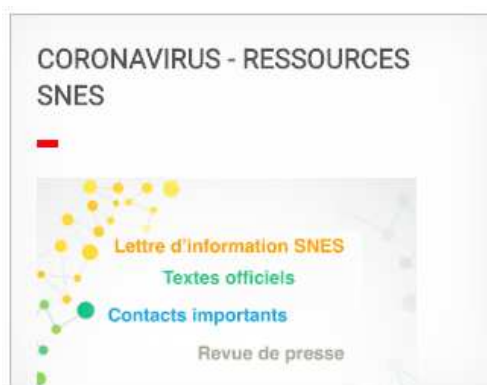 CORONAVIRUS - RESSOURCES
SNES
Lettre d'information SNES
Textes officiels
Contacts importants
Revue de presse